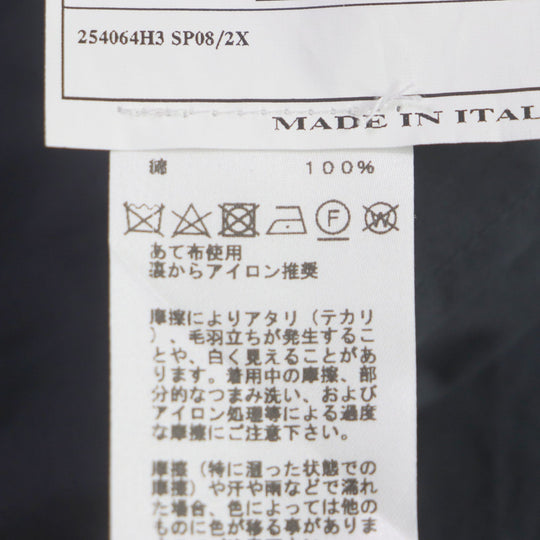 254064H3 SP08/2X
MADE IN ITAL
綿 100%
F W
あて布使用
裏からアイロン推奨
摩擦によりアタリ（テカリ
）、毛羽立ちが発生するこ
とや、白く見えることがあ
ります。着用中の摩擦、部
分的なつまみ洗い、および
アイロン処理等による過度
な摩擦にご注意下さい。
摩擦（特に湿った状態での
摩擦）や汗や雨などで濡れ
た場合、色によっては他の
ものに色が移る事がありま